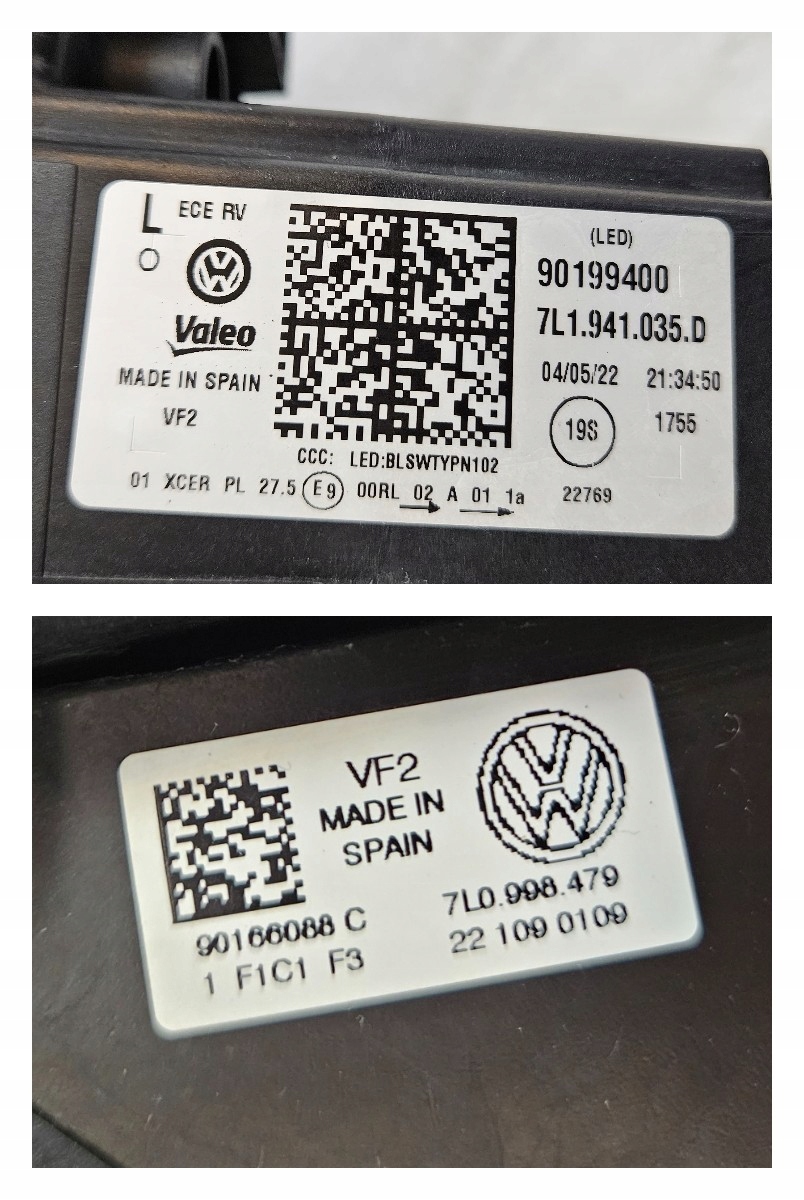 L ECE RV
O
VW
Valeo
MADE IN SPAIN
VF2
(LED)
90199400
7L1.941.035.D
04/05/22 21:34:50
19S 1755
CCC: LED:BLSWTYPN102
01 XCER PL 27.5 E9 00RL 02 A 01 1a 22769
VF2
MADE IN
SPAIN
VW
90166088 C
1 F1C1 F3
7L0.998.479
22 109 0109